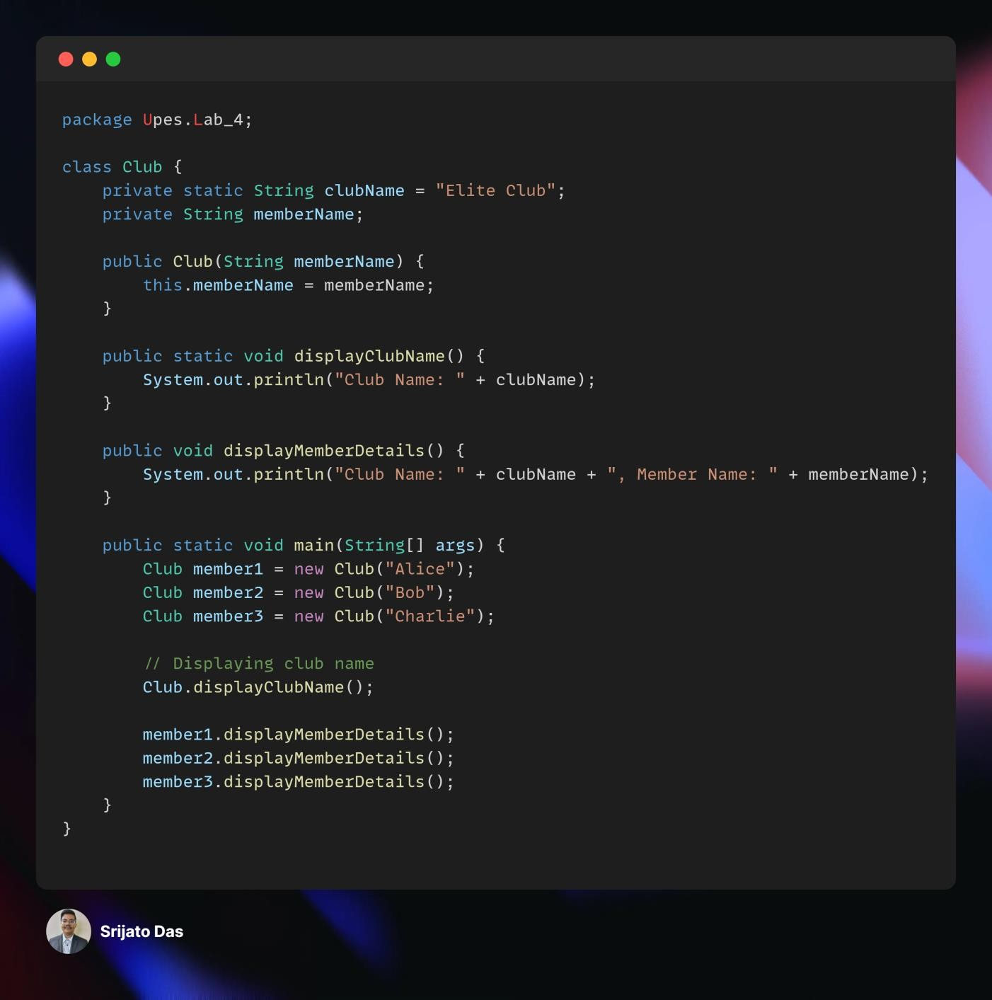 package Upes.Lab_4;
class Club {
    private static String clubName = "Elite Club";
    private String memberName;
    public Club(String memberName) {
        this.memberName = memberName;
    }
    public static void displayClubName() {
        System.out.println("Club Name: " + clubName);
    }
    public void displayMemberDetails() {
        System.out.println("Club Name: " + clubName + ", Member Name: " + memberName);
    }
    public static void main(String[] args) {
        Club member1 = new Club("Alice");
        Club member2 = new Club("Bob");
        Club member3 = new Club("Charlie");
        // Displaying club name
        Club.displayClubName();
        member1.displayMemberDetails();
        member2.displayMemberDetails();
        member3.displayMemberDetails();
    }
}
Srijato Das